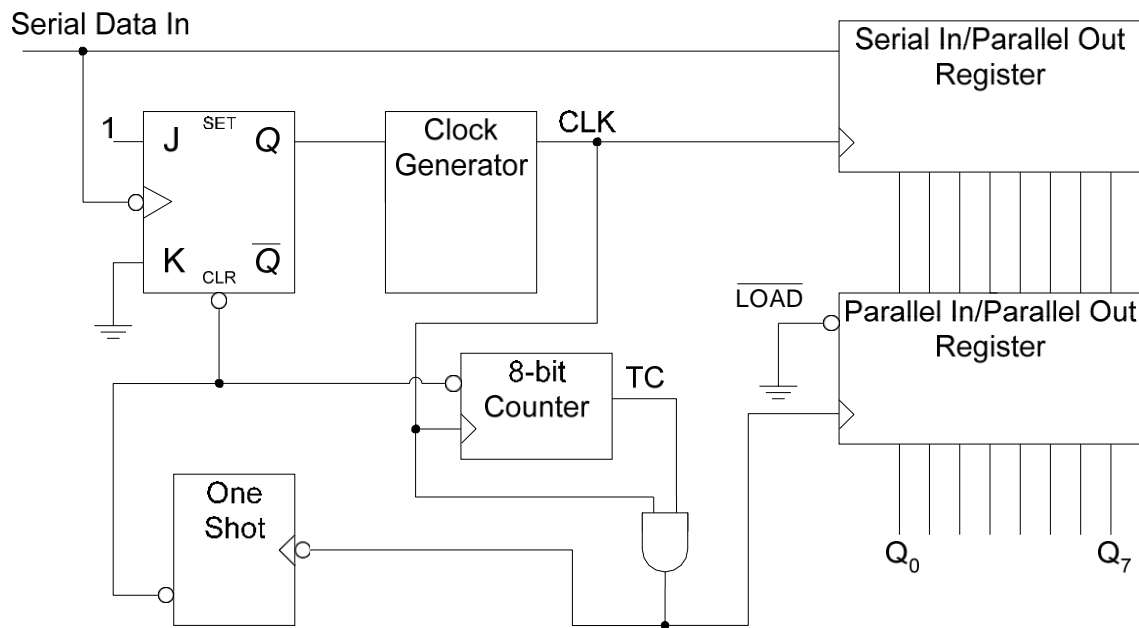 Serial Data In
Serial In/Parallel Out
Register
1
J
SET
Q
Clock
Generator
CLK
K
CLR
Q̅
L̅O̅A̅D̅
Parallel In/Parallel Out
Register
8-bit
Counter
TC
One
Shot
Q₀
Q₇